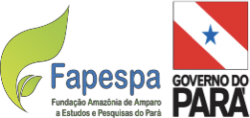 Fapespa
Fundação Amazônia de Amparo
a Estudos e Pesquisas do Pará
GOVERNO DO
PARÁ